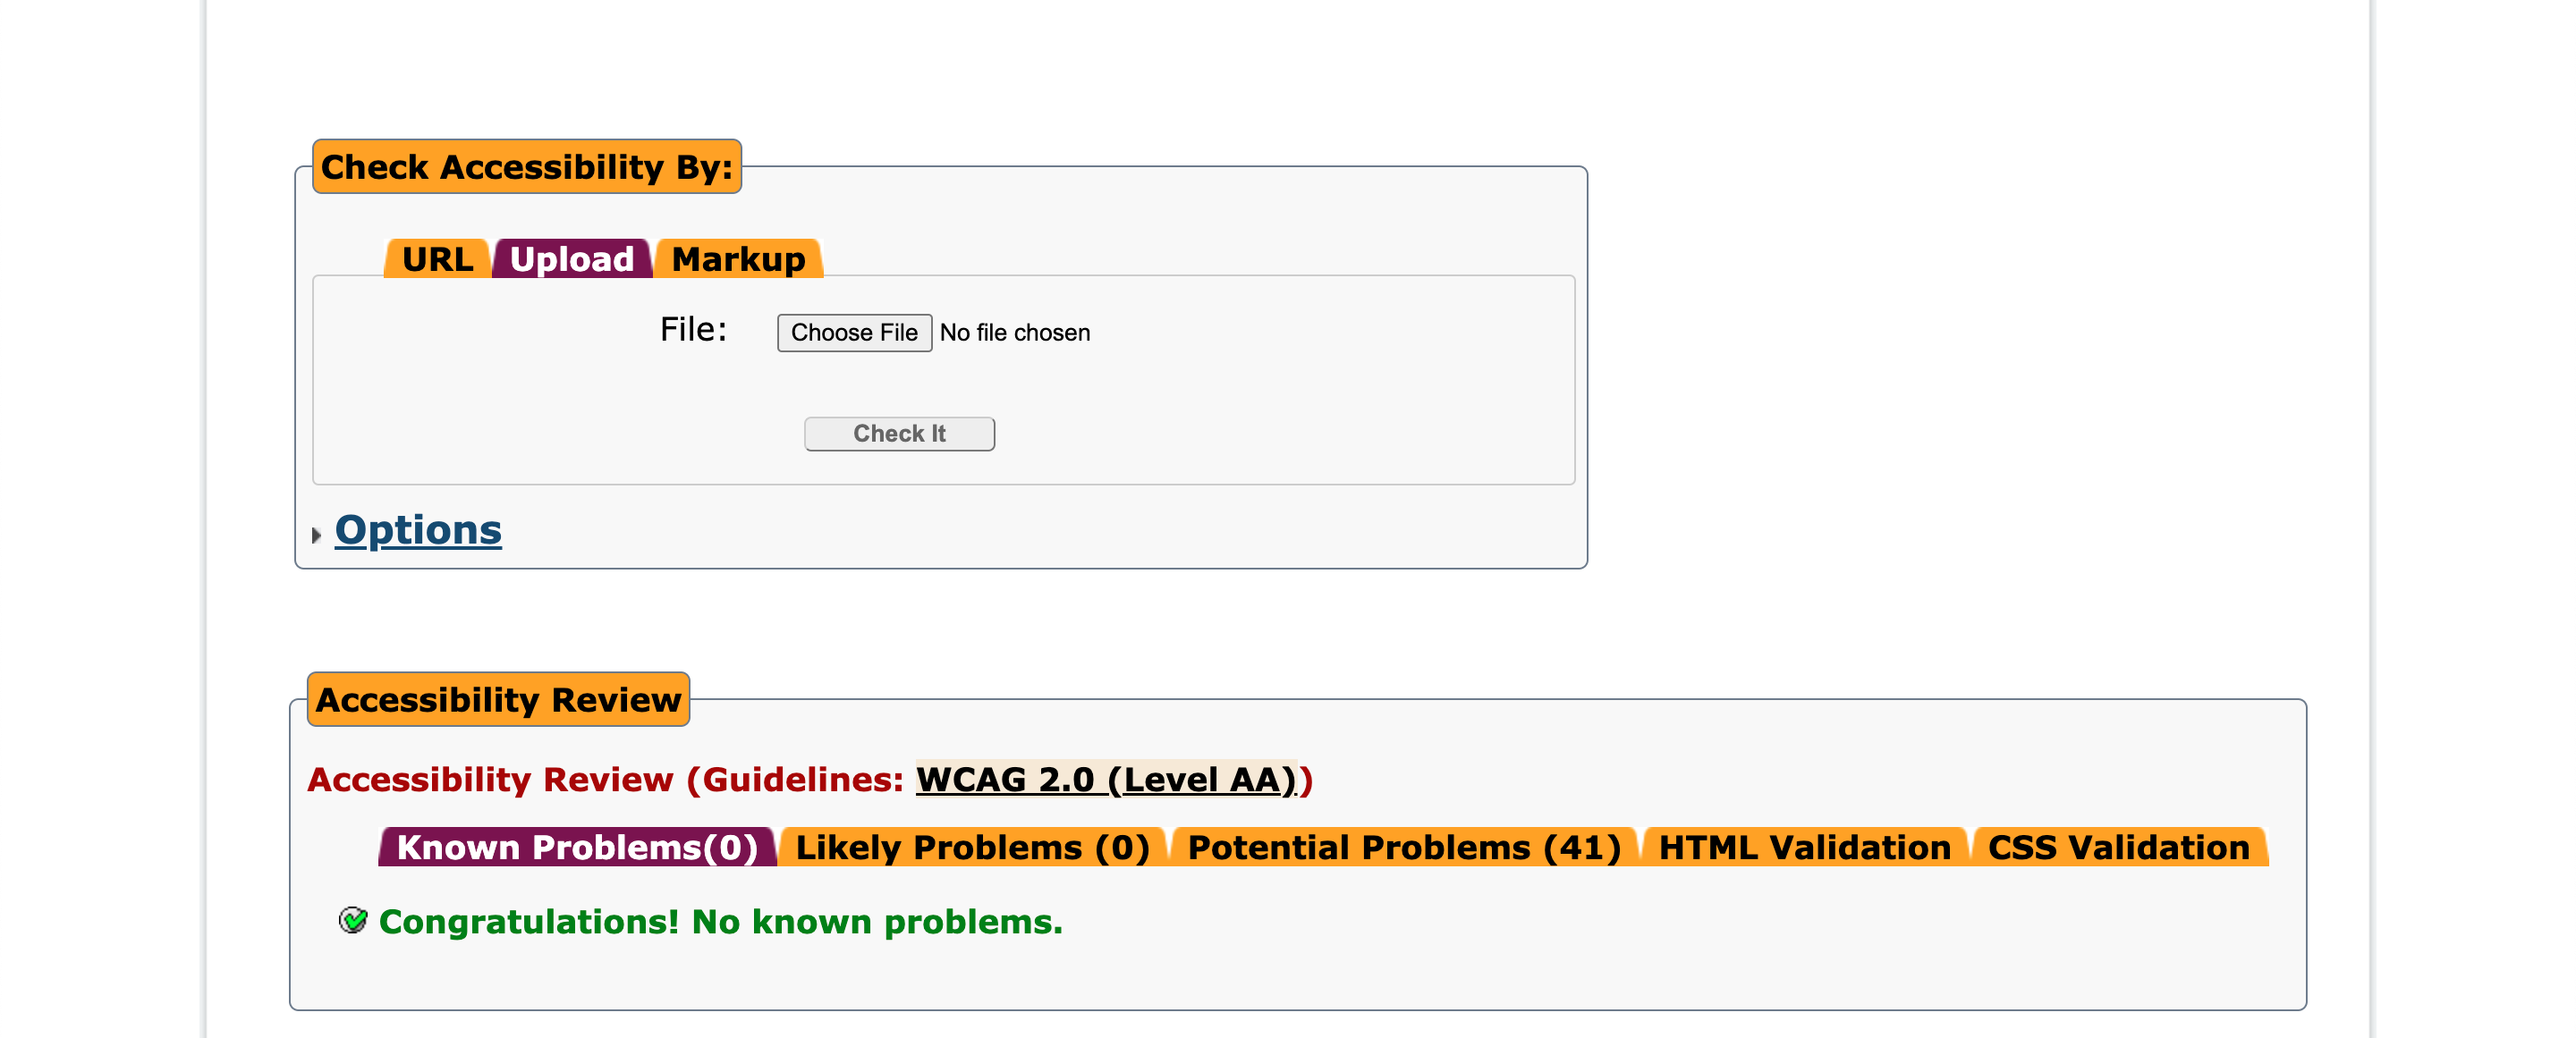 Check Accessibility By:
URL Upload Markup
File: Choose File No file chosen
Check It
Options
Accessibility Review
Accessibility Review (Guidelines: WCAG 2.0 (Level AA))
Known Problems(0) Likely Problems (0) Potential Problems (41) HTML Validation CSS Validation
Congratulations! No known problems.